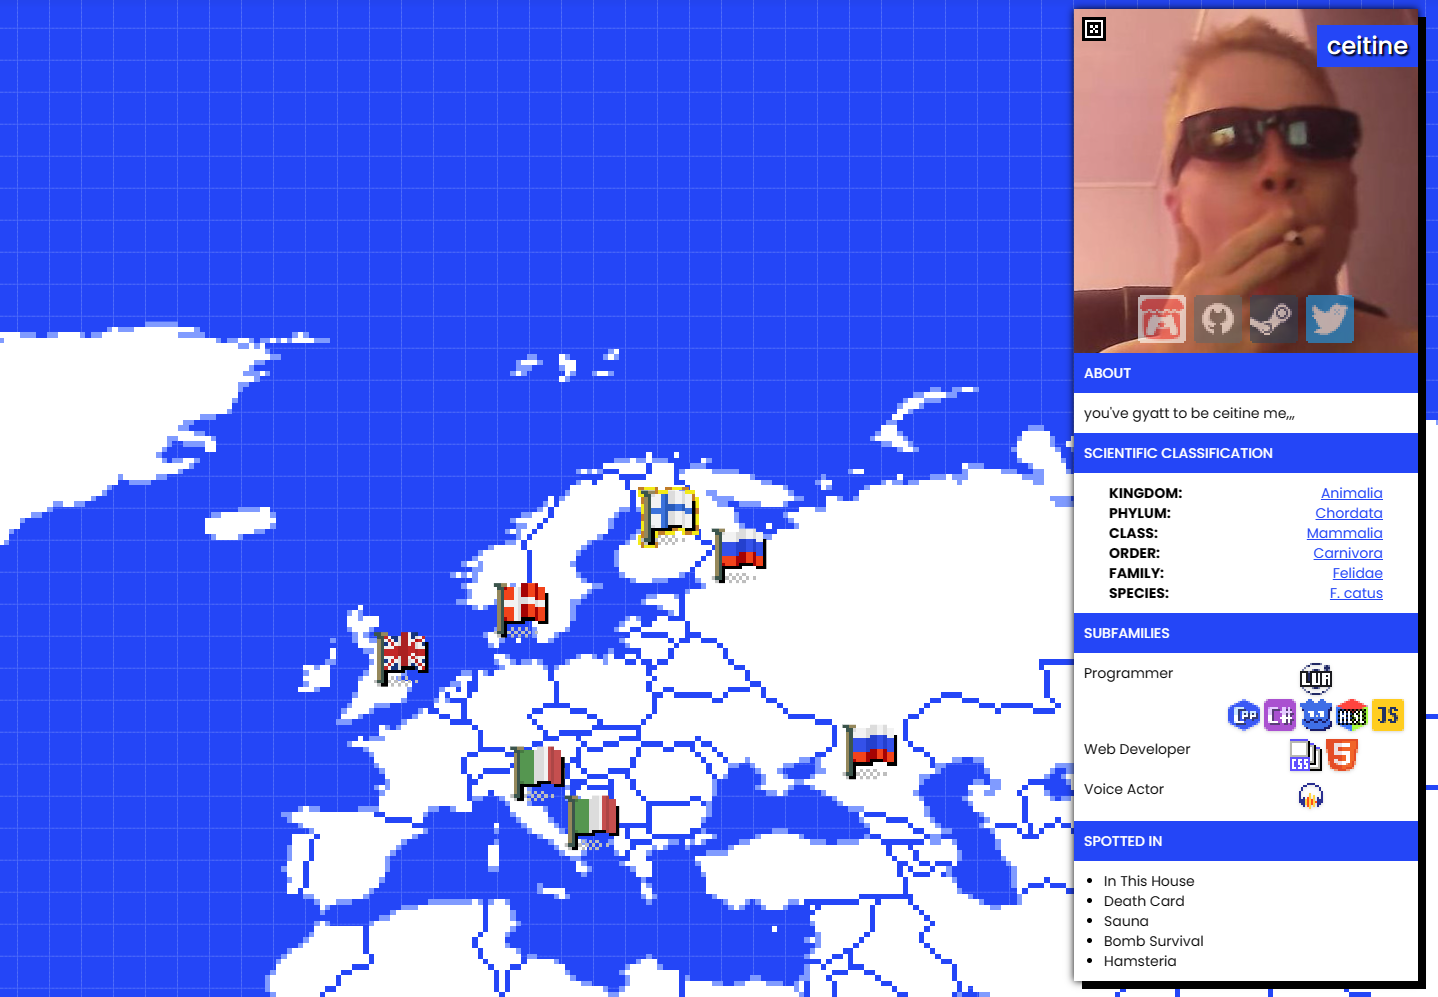 ceitine
ABOUT
you've gyatt to be ceitine me,,,
SCIENTIFIC CLASSIFICATION
KINGDOM: Animalia
PHYLUM: Chordata
CLASS: Mammalia
ORDER: Carnivora
FAMILY: Felidae
SPECIES: F. catus
SUBFAMILIES
Programmer
LUA
CPP C# HLSL JS
Web Developer
CSS 5
Voice Actor
SPOTTED IN
In This House
Death Card
Sauna
Bomb Survival
Hamsteria